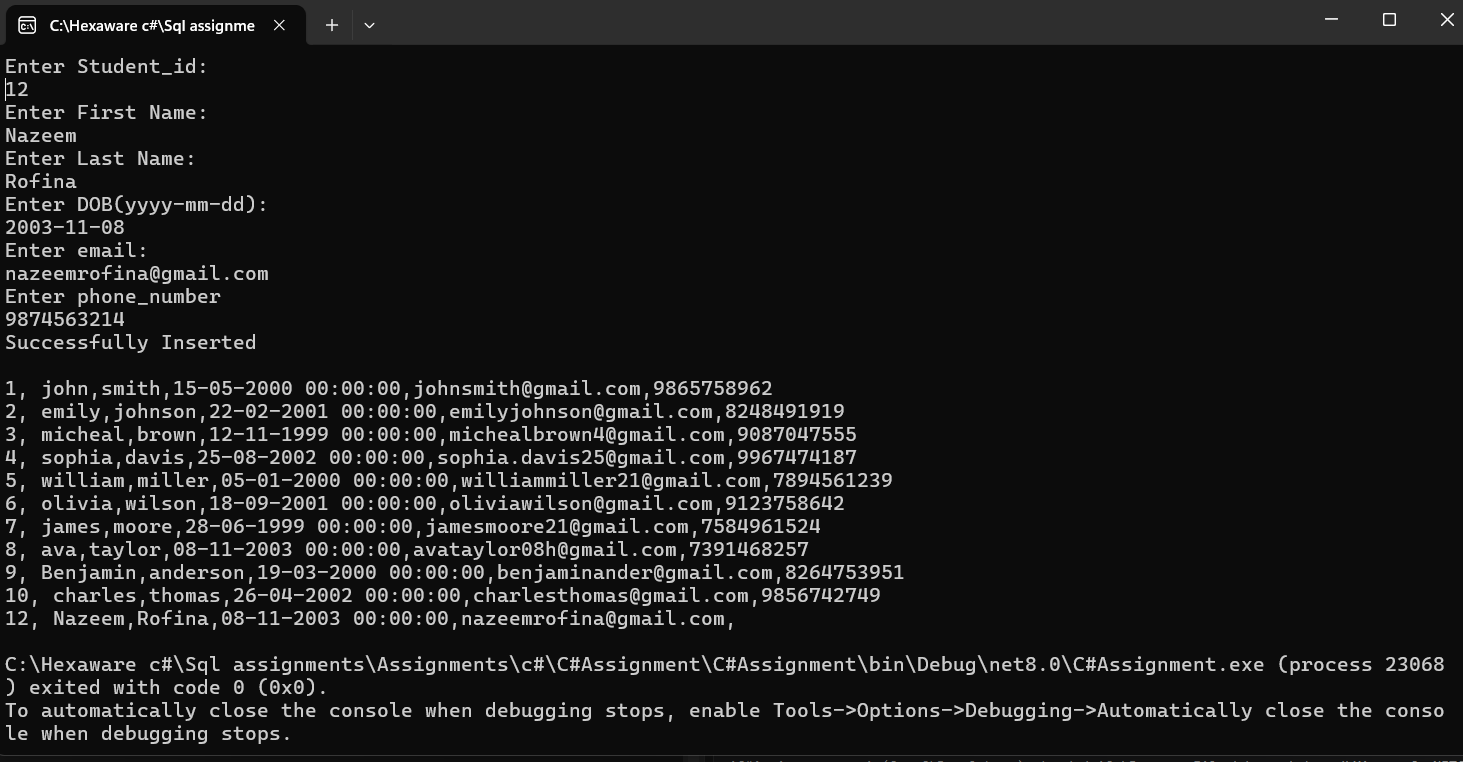 C:\Hexaware c#\Sql assignme
Enter Student_id:
12
Enter First Name:
Nazeem
Enter Last Name:
Rofina
Enter DOB(yyyy-mm-dd):
2003-11-08
Enter email:
nazeemrofina@gmail.com
Enter phone_number
9874563214
Successfully Inserted
1, john,smith,15-05-2000 00:00:00,johnsmith@gmail.com,9865758962
2, emily,johnson,22-02-2001 00:00:00,emilyjohnson@gmail.com,8248491919
3, micheal,brown,12-11-1999 00:00:00,michealbrown4@gmail.com,9087047555
4, sophia,davis,25-08-2002 00:00:00,sophia.davis25@gmail.com,9967474187
5, william,miller,05-01-2000 00:00:00,williammiller21@gmail.com,7894561239
6, olivia,wilson,18-09-2001 00:00:00,oliviawilson@gmail.com,9123758642
7, james,moore,28-06-1999 00:00:00,jamesmoore21@gmail.com,7584961524
8, ava,taylor,08-11-2003 00:00:00,avataylor08h@gmail.com,7391468257
9, Benjamin,anderson,19-03-2000 00:00:00,benjaminander@gmail.com,8264753951
10, charles,thomas,26-04-2002 00:00:00,charlesthomas@gmail.com,9856742749
12, Nazeem,Rofina,08-11-2003 00:00:00,nazeemrofina@gmail.com,
C:\Hexaware c#\Sql assignments\Assignments\c#\C#Assignment\C#Assignment\bin\Debug\net8.0\C#Assignment.exe (process 23068
) exited with code 0 (0x0).
To automatically close the console when debugging stops, enable Tools->Options->Debugging->Automatically close the conso
le when debugging stops.